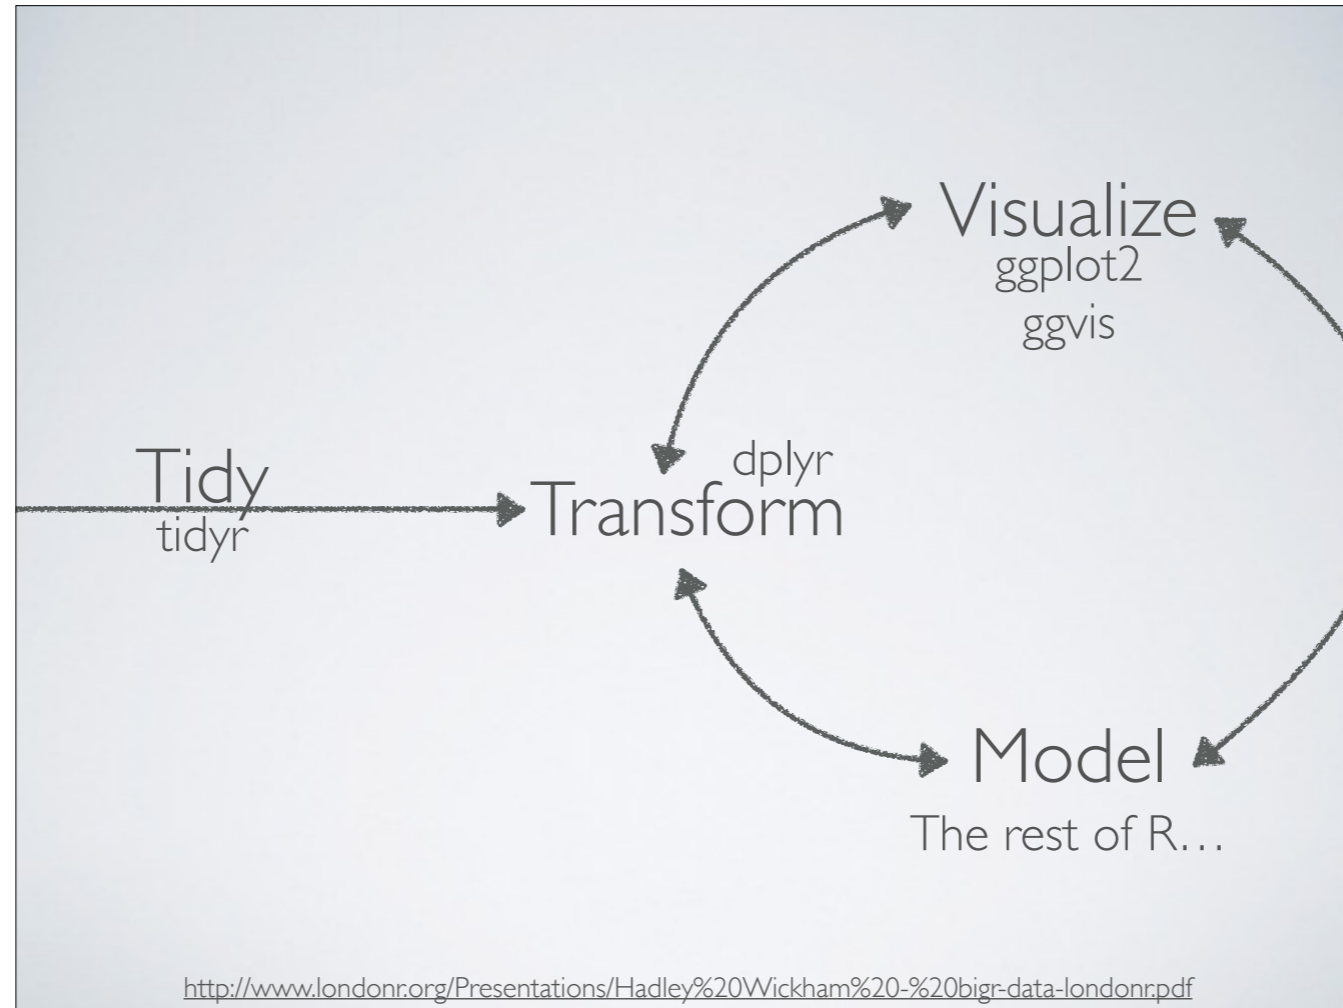 Visualize
ggplot2
ggvis
Tidy
tidyr
dplyr
Transform
Model
The rest of R…
http://www.londonr.org/Presentations/Hadley%20Wickham%20-%20bigr-data-londonr.pdf